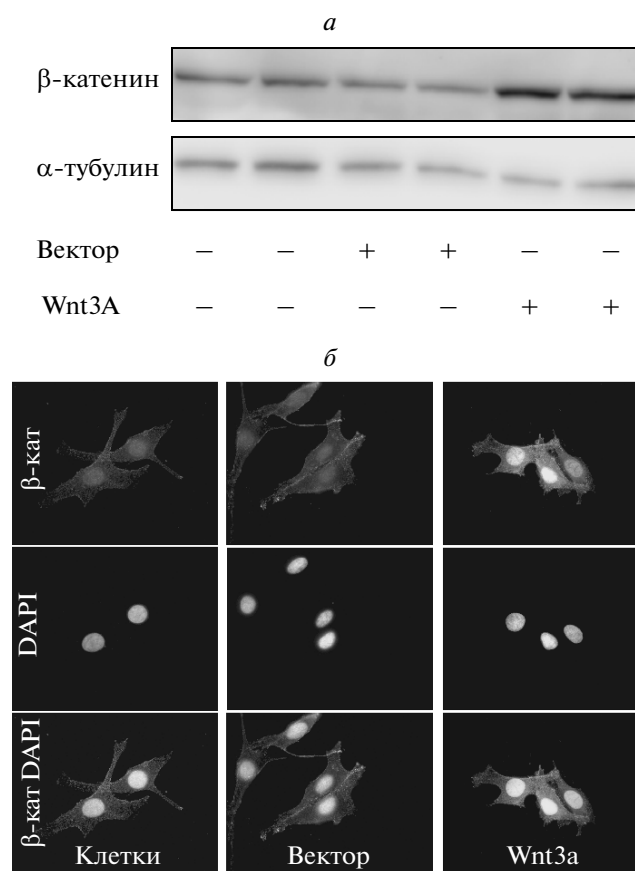 а
β-катенин
α-тубулин
Вектор − − + + − −
Wnt3A − − − − + +
б
β-кат
DAPI
β-кат DAPI
Клетки Вектор Wnt3a